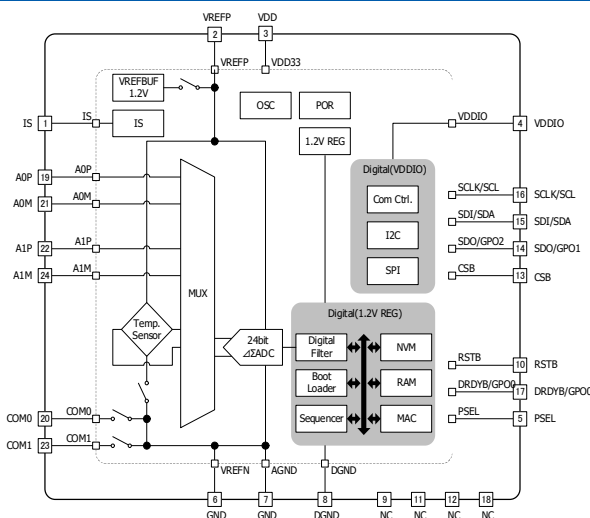 VREFP VDD
2 3
VREFP VDD33
VREFBUF
1.2V
OSC POR
IS 1 IS IS
VDDIO 4 VDDIO
1.2V REG
Digital(VDDIO)
A0P 19 A0P
Com Ctrl.
SCLK/SCL 16 SCLK/SCL
A0M 21 A0M
SDI/SDA 15 SDI/SDA
I2C
A1P 22 A1P
SDO/GPO2 14 SDO/GPO1
A1M 24 A1M
SPI
CSB 13 CSB
MUX
Digital(1.2V REG)
Temp.
Sensor
24bit
⊿ΣADC
Digital
Filter
NVM
RSTB 10 RSTB
Boot
Loader
RAM
DRDYB/GPO0 17 DRDYB/GPO0
COM0 20 COM0
Sequencer MAC
PSEL 5 PSEL
COM1 23 COM1
VREFN AGND DGND
6 7 8 9 11 12 18
GND GND DGND NC NC NC NC